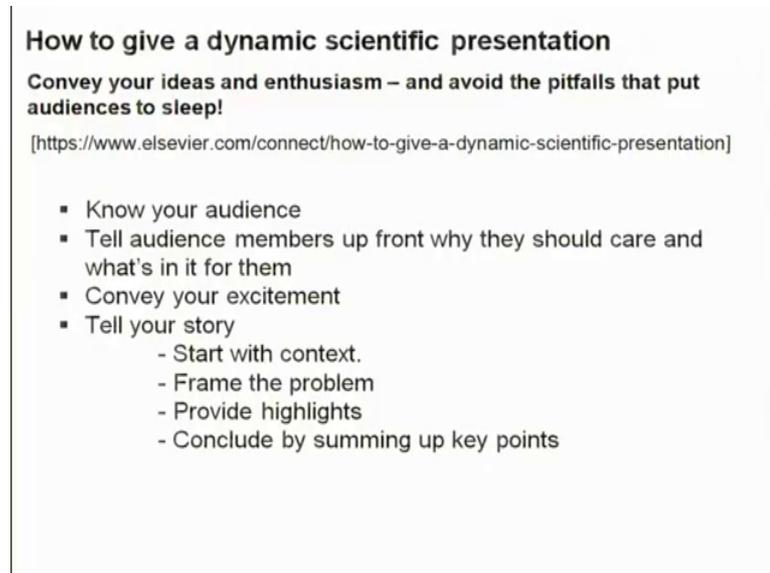 How to give a dynamic scientific presentation
Convey your ideas and enthusiasm – and avoid the pitfalls that put
audiences to sleep!
[https://www.elsevier.com/connect/how-to-give-a-dynamic-scientific-presentation]
▪ Know your audience
▪ Tell audience members up front why they should care and
what's in it for them
▪ Convey your excitement
▪ Tell your story
- Start with context.
- Frame the problem
- Provide highlights
- Conclude by summing up key points